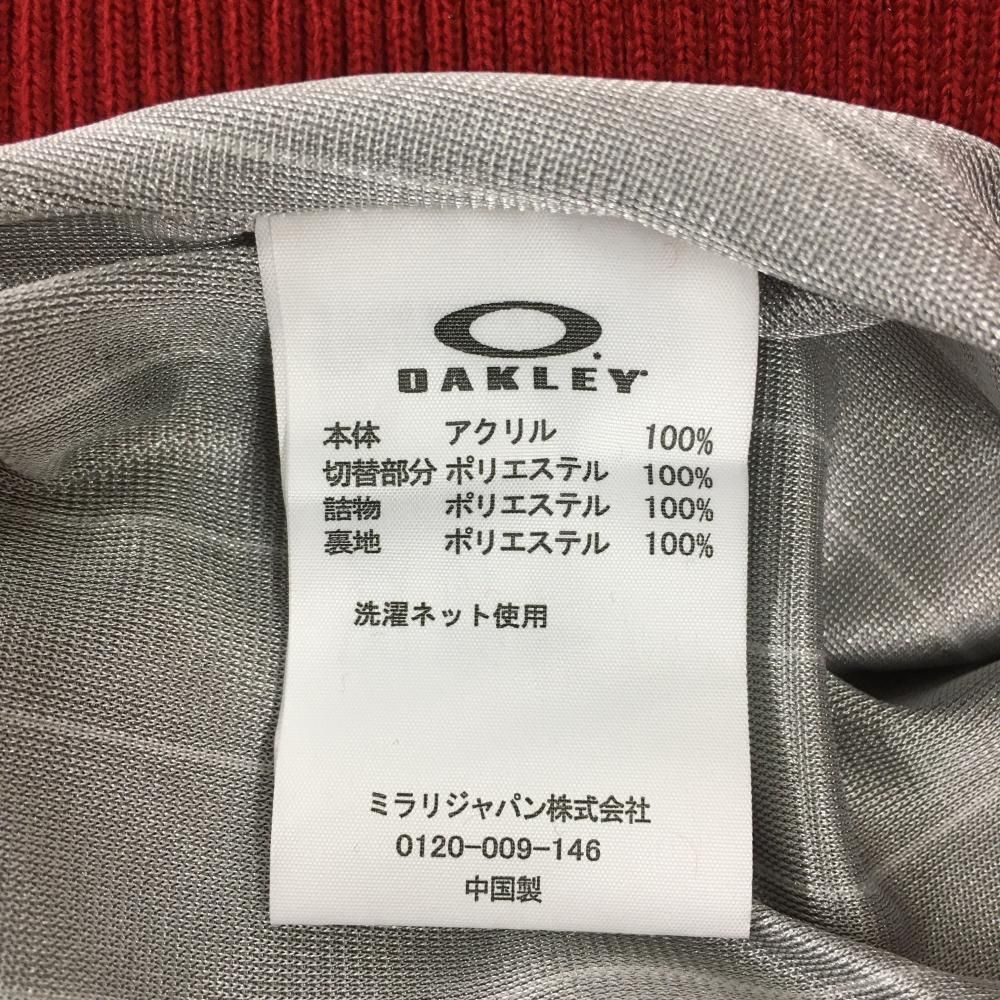 OAKLEY
本体 アクリル 100%
切替部分 ポリエステル 100%
詰物 ポリエステル 100%
裏地 ポリエステル 100%
洗濯ネット使用
ミラリジャパン株式会社
0120-009-146
中国製